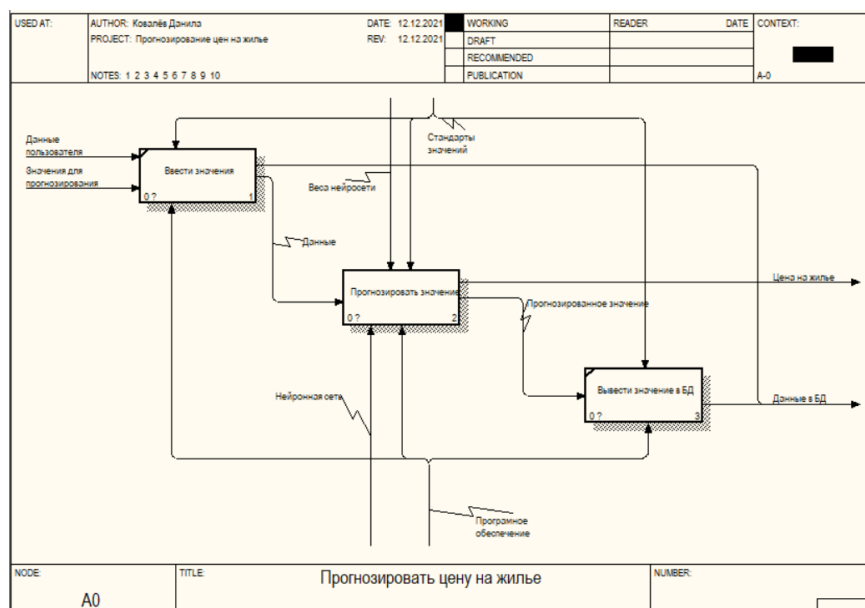 USED AT:
AUTHOR: Ковалёв Данила
DATE: 12.12.2021
WORKING
READER
DATE
CONTEXT:
PROJECT: Прогнозирование цен на жилье
REV: 12.12.2021
DRAFT
RECOMMENDED
NOTES: 1 2 3 4 5 6 7 8 9 10
PUBLICATION
A-0
Данные
пользователя
Значения для
прогнозирования
Ввести значения
0 ?
1
Стандарты
значений
Веса нейросети
Данные
Прогнозировать значение
0 ?
2
Цена на жилье
Прогнозированное значение
Нейронная сеть
Вывести значение в БД
0 ?
3
Данные в БД
Програмное
обеспечение
NODE:
TITLE:
NUMBER:
A0
Прогнозировать цену на жилье